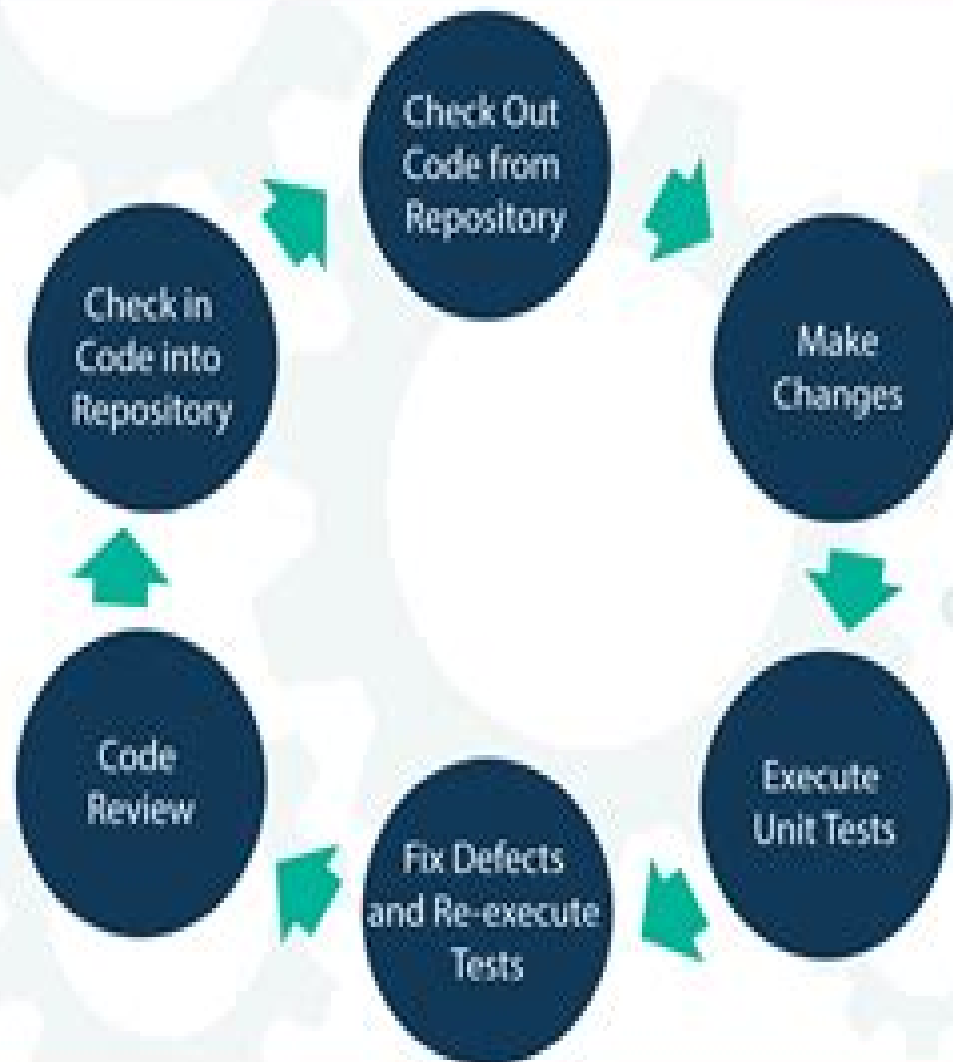 Check Out
Code from
Repository
Make
Changes
Execute
Unit Tests
Fix Defects
and Re-execute
Tests
Code
Review
Check in
Code into
Repository